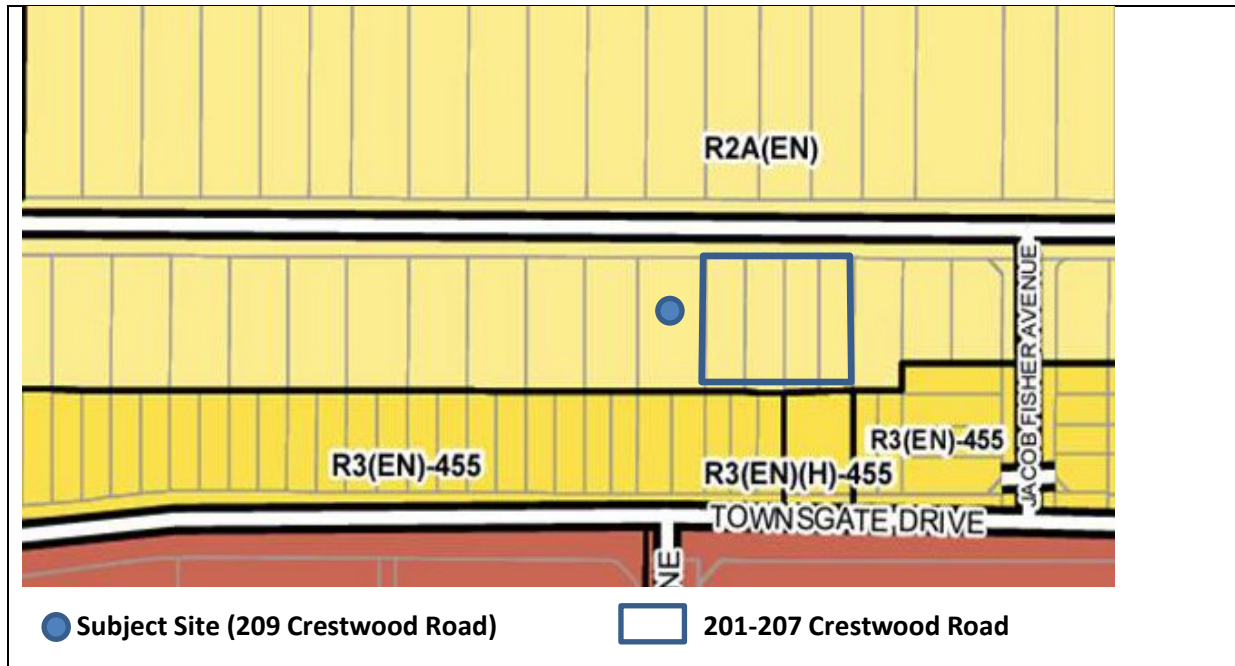 R2A(EN)
JACOB FISHER AVENUE
R3(EN)-455
R3(EN)-455
R3(EN)(H)-455
TOWNSGATE DRIVE
NE
Subject Site (209 Crestwood Road)
201-207 Crestwood Road